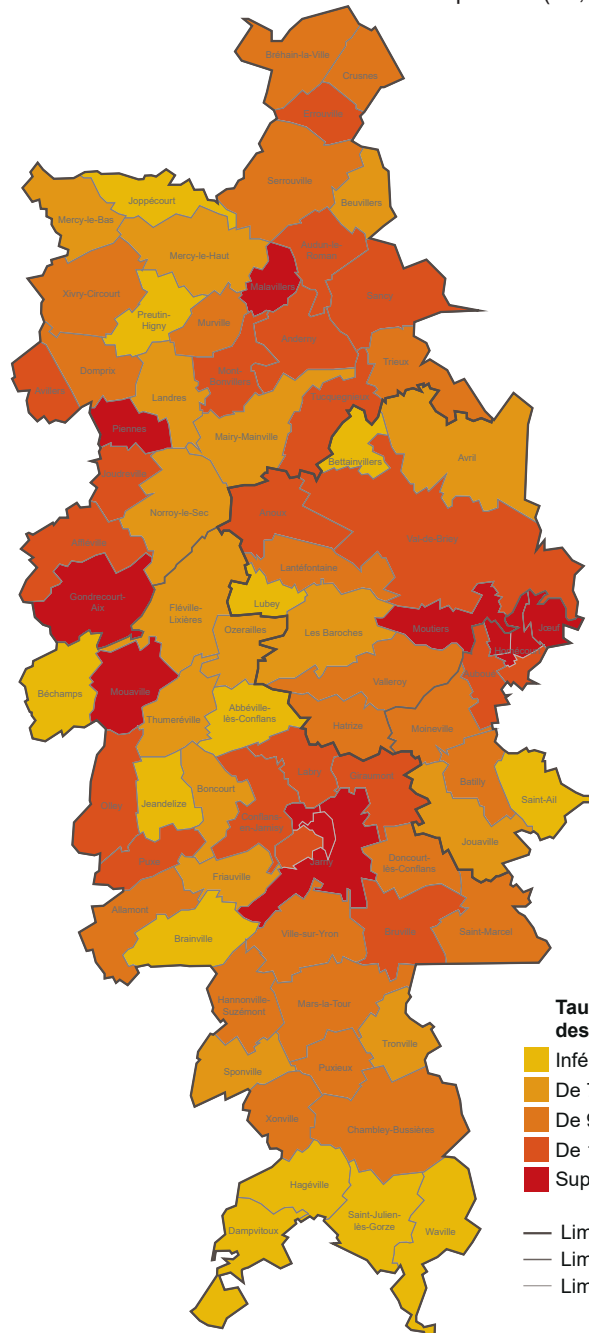 Bréhain-la-Ville
Crusnes
Errouville
Serrouville
Joppécourt
Beuvillers
Mercy-le-Bas
Mercy-le-Haut
Malavillers
Xivry-Circourt
Preutin-
Higny
Murville
Trieux
Domprix
Landres
Piennes
Mairy-Mainville
Bettainvillers
Avril
Norroy-le-Sec
Lantéfontaine
Gondrecourt-
Aix
Fléville-
Lixières
Lubey
Ozerailles
Les Baroches
Moutiers
Jœuf
Homécourt
Béchamps
Mouaville
Valleroy
Thumeréville
Abbéville-
lès-Conflans
Hatrize
Moineville
Labry
Jeandelize
Boncourt
Batilly
Saint-Ail
Jouaville
Jarny
Friauville
Doncourt-
lès-Conflans
Allamont
Brainville
Ville-sur-Yron
Saint-Marcel
Hannonville-
Suzémont
Mars-la-Tour
Tronville
Sponville
Puxieux
Xonville
Chambley-Bussières
Hagéville
Saint-Julien-
lès-Gorze
Dampvitoux
Waville
Tau
des
Infé
De 7
De 9
De 1
Sup
Lim
Lim
Lim